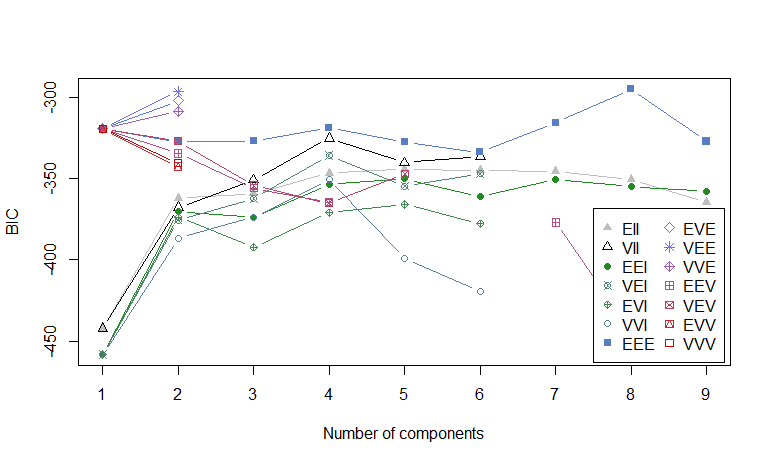 BIC
-300
-350
-400
-450
EII
VII
EEI
VEI
EVI
VVI
EEE
EVE
VEE
VVE
EEV
VEV
EVV
VVV
1 2 3 4 5 6 7 8 9
Number of components